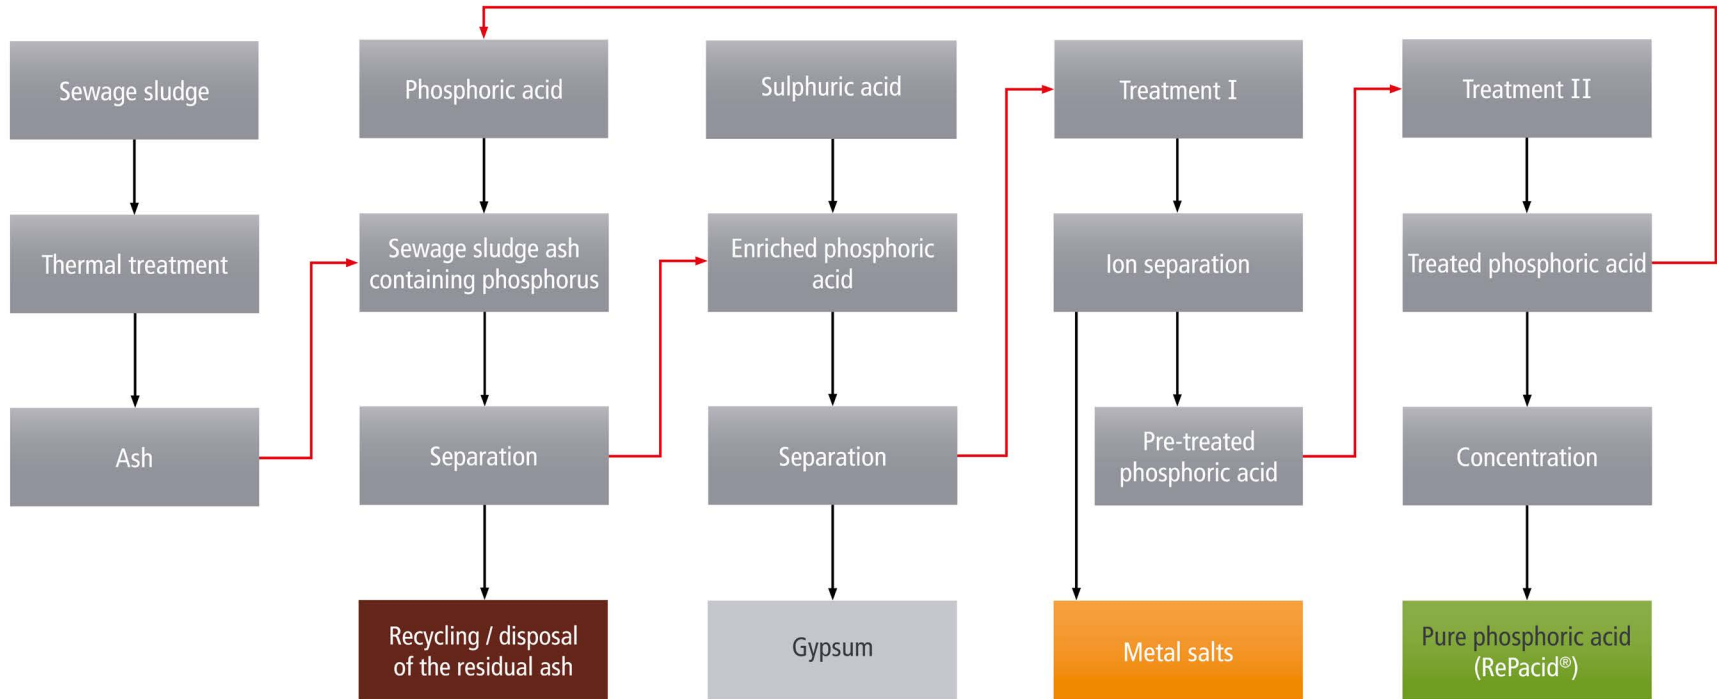 Sewage sludge
Thermal treatment
Ash
Phosphoric acid
Sewage sludge ash
containing phosphorus
Separation
Recycling / disposal
of the residual ash
Sulphuric acid
Enriched phosphoric
acid
Separation
Gypsum
Treatment I
Ion separation
Pre-treated
phosphoric acid
Metal salts
Treatment II
Treated phosphoric acid
Concentration
Pure phosphoric acid
(RePacid®)